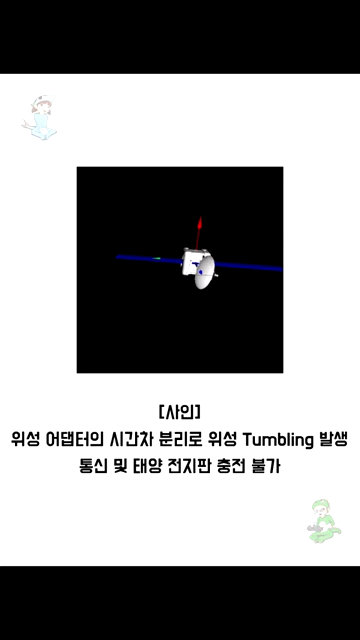 [사인]
위성 어댑터의 시간차 분리로 위성 Tumbling 발생
통신 및 태양 전지판 충전 불가